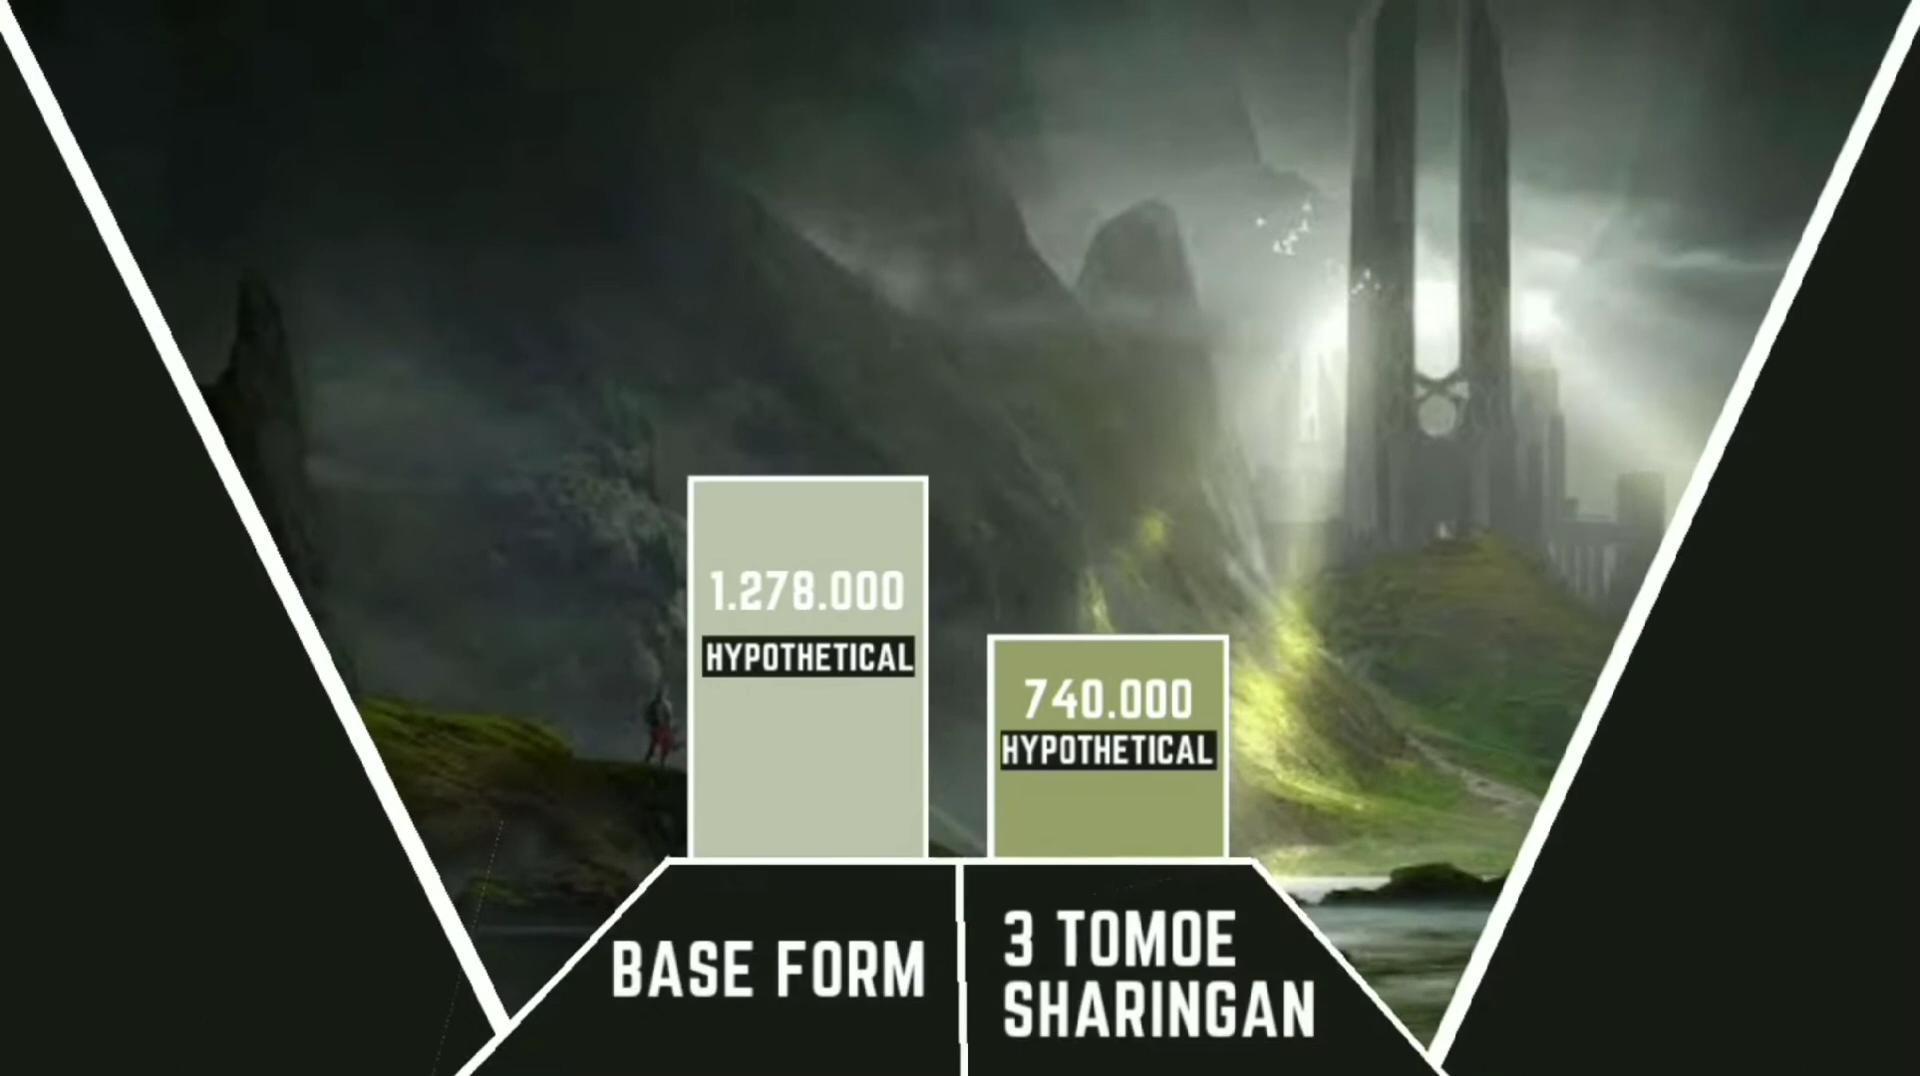 1.278.000
HYPOTHETICAL
740.000
HYPOTHETICAL
BASE FORM
3 TOMOE
SHARINGAN